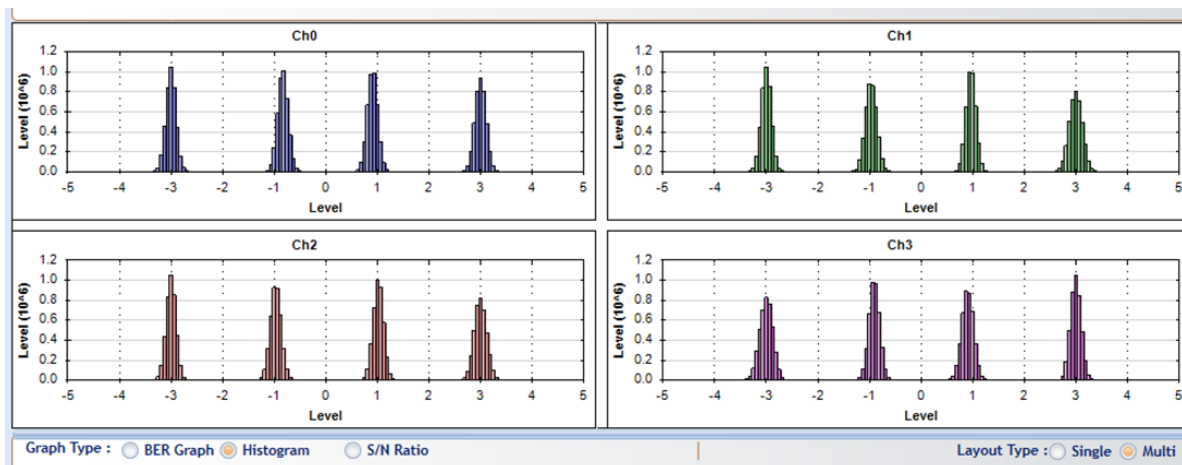 Ch0
Level (10^6)
1.2
1.0
0.8
0.6
0.4
0.2
0.0
-5 -4 -3 -2 -1 0 1 2 3 4 5
Level
Ch1
Level (10^6)
1.2
1.0
0.8
0.6
0.4
0.2
0.0
-5 -4 -3 -2 -1 0 1 2 3 4 5
Level
Ch2
Level (10^6)
1.2
1.0
0.8
0.6
0.4
0.2
0.0
-5 -4 -3 -2 -1 0 1 2 3 4 5
Level
Ch3
Level (10^6)
1.2
1.0
0.8
0.6
0.4
0.2
0.0
-5 -4 -3 -2 -1 0 1 2 3 4 5
Level
Graph Type : BER Graph Histogram S/N Ratio Layout Type : Single Multi